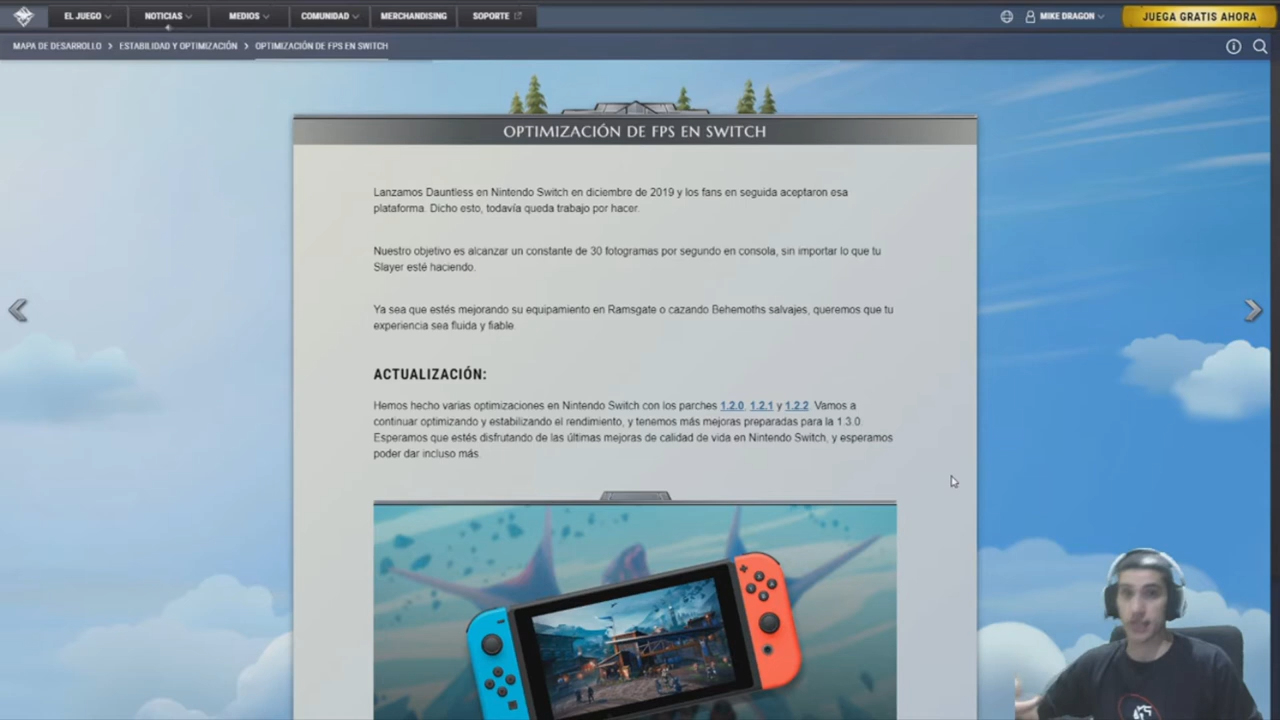 EL JUEGO
NOTICIAS
MEDIOS
COMUNIDAD
MERCHANDISING
SOPORTE
MIKE DRAGON
JUEGA GRATIS AHORA
MAPA DE DESARROLLO > ESTABILIDAD Y OPTIMIZACIÓN > OPTIMIZACIÓN DE FPS EN SWITCH
OPTIMIZACIÓN DE FPS EN SWITCH
Lanzamos Dauntless en Nintendo Switch en diciembre de 2019 y los fans en seguida aceptaron esa
plataforma. Dicho esto, todavía queda trabajo por hacer.
Nuestro objetivo es alcanzar un constante de 30 fotogramas por segundo en consola, sin importar lo que tu
Slayer esté haciendo.
Ya sea que estés mejorando su equipamiento en Ramsgate o cazando Behemoths salvajes, queremos que tu
experiencia sea fluida y fiable
ACTUALIZACIÓN:
Hemos hecho varias optimizaciones en Nintendo Switch con los parches 1.2.0, 1.2.1 y 1.2.2. Vamos a
continuar optimizando y estabilizando el rendimiento, y tenemos más mejoras preparadas para la 1.3.0.
Esperamos que estés disfrutando de las últimas mejoras de calidad de vida en Nintendo Switch, y esperamos
poder dar incluso más.